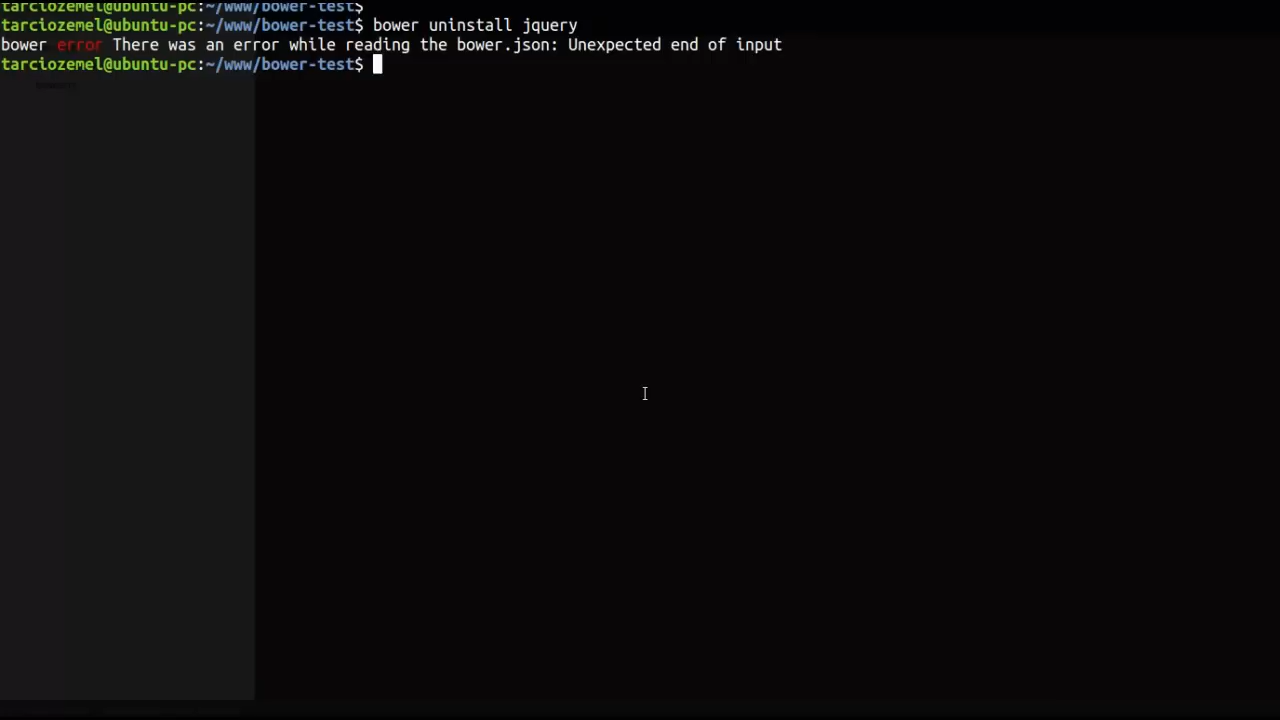 tarciozemel@ubuntu-pc:~/www/bower-test$
tarciozemel@ubuntu-pc:~/www/bower-test$ bower uninstall jquery
bower error There was an error while reading the bower.json: Unexpected end of input
tarciozemel@ubuntu-pc:~/www/bower-test$